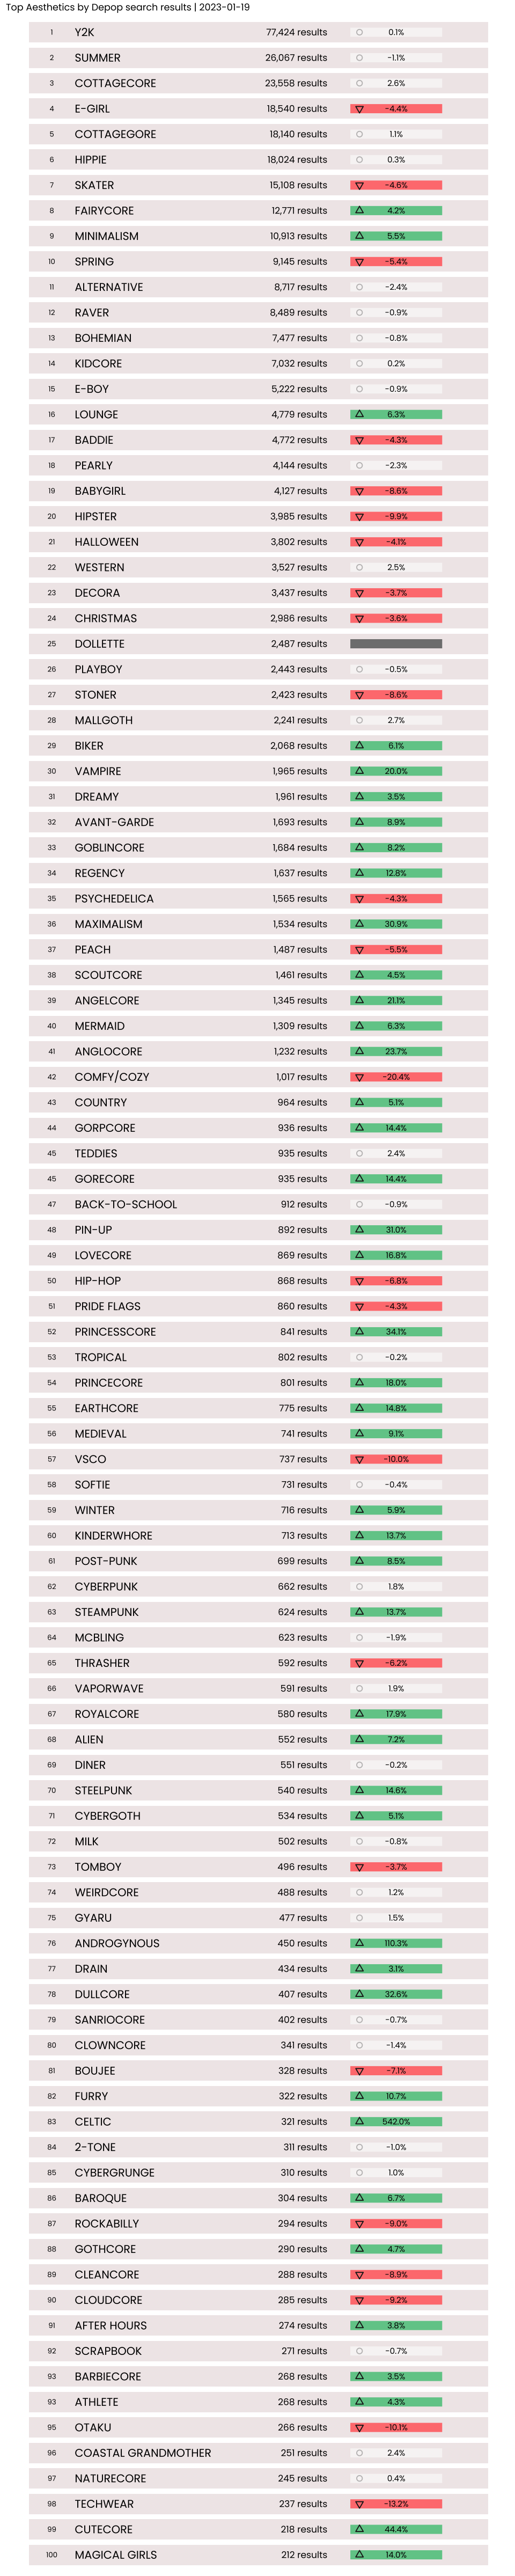 Top Aesthetics by Depop search results | 2023-01-19
1 Y2K 77,424 results 0.1%
2 SUMMER 26,067 results -1.1%
3 COTTAGECORE 23,558 results 2.6%
4 E-GIRL 18,540 results -4.4%
5 COTTAGEGORE 18,140 results 1.1%
6 HIPPIE 18,024 results 0.3%
7 SKATER 15,108 results -4.6%
8 FAIRYCORE 12,771 results 4.2%
9 MINIMALISM 10,913 results 5.5%
10 SPRING 9,145 results -5.4%
11 ALTERNATIVE 8,717 results -2.4%
12 RAVER 8,489 results -0.9%
13 BOHEMIAN 7,477 results -0.8%
14 KIDCORE 7,032 results 0.2%
15 E-BOY 5,222 results -0.9%
16 LOUNGE 4,779 results 6.3%
17 BADDIE 4,772 results -4.3%
18 PEARLY 4,144 results -2.3%
19 BABYGIRL 4,127 results -8.6%
20 HIPSTER 3,985 results -9.9%
21 HALLOWEEN 3,802 results -4.1%
22 WESTERN 3,527 results 2.5%
23 DECORA 3,437 results -3.7%
24 CHRISTMAS 2,986 results -3.6%
25 DOLLETTE 2,487 results
26 PLAYBOY 2,443 results -0.5%
27 STONER 2,423 results -8.6%
28 MALLGOTH 2,241 results 2.7%
29 BIKER 2,068 results 6.1%
30 VAMPIRE 1,965 results 20.0%
31 DREAMY 1,961 results 3.5%
32 AVANT-GARDE 1,693 results 8.9%
33 GOBLINCORE 1,684 results 8.2%
34 REGENCY 1,637 results 12.8%
35 PSYCHEDELICA 1,565 results -4.3%
36 MAXIMALISM 1,534 results 30.9%
37 PEACH 1,487 results -5.5%
38 SCOUTCORE 1,461 results 4.5%
39 ANGELCORE 1,345 results 21.1%
40 MERMAID 1,309 results 6.3%
41 ANGLOCORE 1,232 results 23.7%
42 COMFY/COZY 1,017 results -20.4%
43 COUNTRY 964 results 5.1%
44 GORPCORE 936 results 14.4%
45 TEDDIES 935 results 2.4%
45 GORECORE 935 results 14.4%
47 BACK-TO-SCHOOL 912 results -0.9%
48 PIN-UP 892 results 31.0%
49 LOVECORE 869 results 16.8%
50 HIP-HOP 868 results -6.8%
51 PRIDE FLAGS 860 results -4.3%
52 PRINCESSCORE 841 results 34.1%
53 TROPICAL 802 results -0.2%
54 PRINCECORE 801 results 18.0%
55 EARTHCORE 775 results 14.8%
56 MEDIEVAL 741 results 9.1%
57 VSCO 737 results -10.0%
58 SOFTIE 731 results -0.4%
59 WINTER 716 results 5.9%
60 KINDERWHORE 713 results 13.7%
61 POST-PUNK 699 results 8.5%
62 CYBERPUNK 662 results 1.8%
63 STEAMPUNK 624 results 13.7%
64 MCBLING 623 results -1.9%
65 THRASHER 592 results -6.2%
66 VAPORWAVE 591 results 1.9%
67 ROYALCORE 580 results 17.9%
68 ALIEN 552 results 7.2%
69 DINER 551 results -0.2%
70 STEELPUNK 540 results 14.6%
71 CYBERGOTH 534 results 5.1%
72 MILK 502 results -0.8%
73 TOMBOY 496 results -3.7%
74 WEIRDCORE 488 results 1.2%
75 GYARU 477 results 1.5%
76 ANDROGYNOUS 450 results 110.3%
77 DRAIN 434 results 3.1%
78 DULLCORE 407 results 32.6%
79 SANRIOCORE 402 results -0.7%
80 CLOWNCORE 341 results -1.4%
81 BOUJEE 328 results -7.1%
82 FURRY 322 results 10.7%
83 CELTIC 321 results 542.0%
84 2-TONE 311 results -1.0%
85 CYBERGRUNGE 310 results 1.0%
86 BAROQUE 304 results 6.7%
87 ROCKABILLY 294 results -9.0%
88 GOTHCORE 290 results 4.7%
89 CLEANCORE 288 results -8.9%
90 CLOUDCORE 285 results -9.2%
91 AFTER HOURS 274 results 3.8%
92 SCRAPBOOK 271 results -0.7%
93 BARBIECORE 268 results 3.5%
93 ATHLETE 268 results 4.3%
95 OTAKU 266 results -10.1%
96 COASTAL GRANDMOTHER 251 results 2.4%
97 NATURECORE 245 results 0.4%
98 TECHWEAR 237 results -13.2%
99 CUTECORE 218 results 44.4%
100 MAGICAL GIRLS 212 results 14.0%